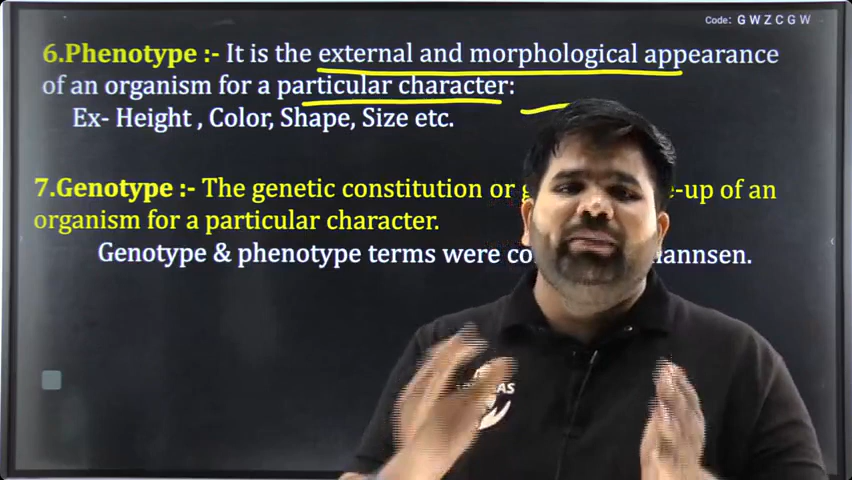 Code: G W Z C G W
6.Phenotype :- It is the external and morphological appearance
of an organism for a particular character:
Ex- Height , Color, Shape, Size etc.
7.Genotype :- The genetic constitution or -up of an
organism for a particular character.
Genotype & phenotype terms were